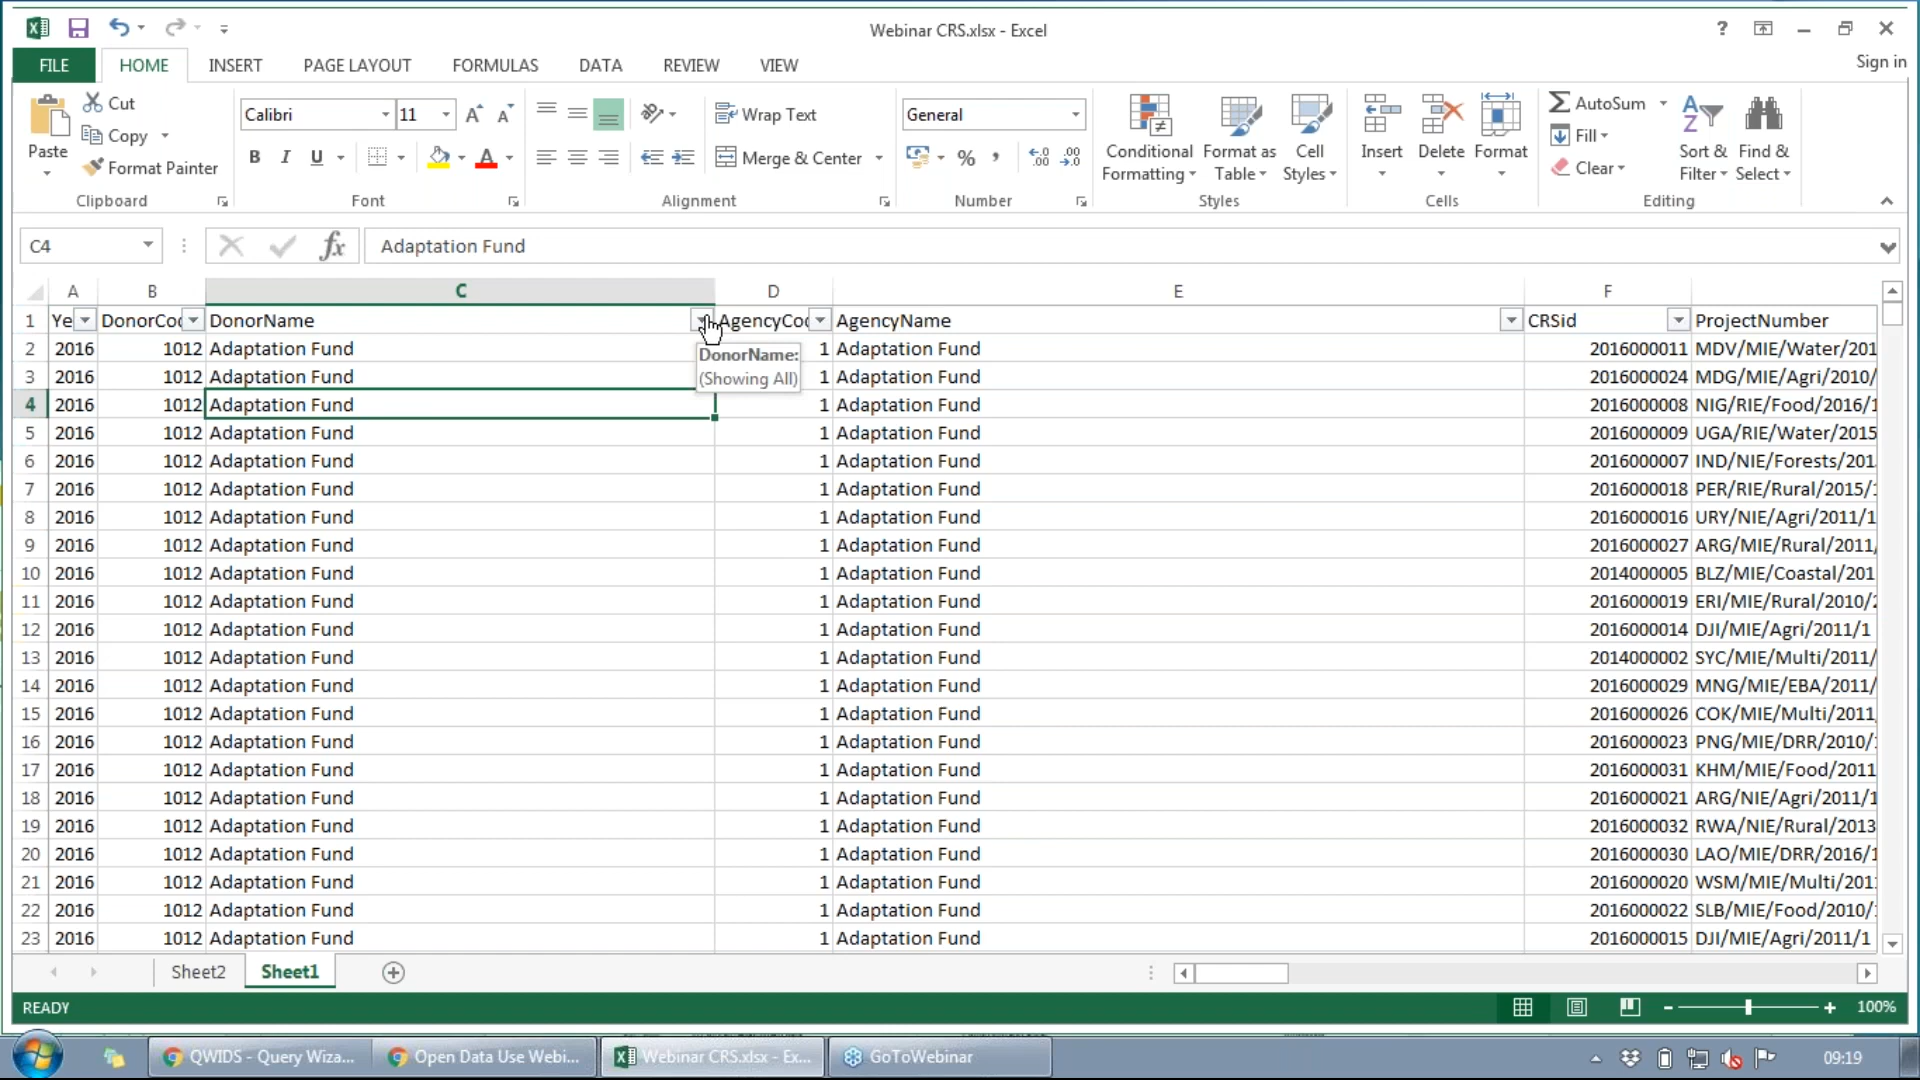 Webinar CRS.xlsx - Excel
?
FILE HOME INSERT PAGE LAYOUT FORMULAS DATA REVIEW VIEW Sign in
Cut Calibri 11 Wrap Text General AutoSum
Copy Fill
Paste Format Painter B I U Merge & Center % Conditional Formatting Format as Table Cell Styles Insert Delete Format Clear Sort & Filter Find & Select
Clipboard Font Alignment Number Styles Cells Editing
C4 fx Adaptation Fund
A B C D E F
1 Ye DonorCo DonorName AgencyCo AgencyName CRSid ProjectNumber
2 2016 1012 Adaptation Fund 1 Adaptation Fund 2016000011 MDV/MIE/Water/201
DonorName:
(Showing All)
3 2016 1012 Adaptation Fund 1 Adaptation Fund 2016000024 MDG/MIE/Agri/2010/
4 2016 1012 Adaptation Fund 1 Adaptation Fund 2016000008 NIG/RIE/Food/2016/1
5 2016 1012 Adaptation Fund 1 Adaptation Fund 2016000009 UGA/RIE/Water/2015
6 2016 1012 Adaptation Fund 1 Adaptation Fund 2016000007 IND/NIE/Forests/201
7 2016 1012 Adaptation Fund 1 Adaptation Fund 2016000018 PER/RIE/Rural/2015/1
8 2016 1012 Adaptation Fund 1 Adaptation Fund 2016000016 URY/NIE/Agri/2011/1
9 2016 1012 Adaptation Fund 1 Adaptation Fund 2016000027 ARG/MIE/Rural/2011/
10 2016 1012 Adaptation Fund 1 Adaptation Fund 2014000005 BLZ/MIE/Coastal/201
11 2016 1012 Adaptation Fund 1 Adaptation Fund 2016000019 ERI/MIE/Rural/2010/2
12 2016 1012 Adaptation Fund 1 Adaptation Fund 2016000014 DJI/MIE/Agri/2011/1
13 2016 1012 Adaptation Fund 1 Adaptation Fund 2014000002 SYC/MIE/Multi/2011/
14 2016 1012 Adaptation Fund 1 Adaptation Fund 2016000029 MNG/MIE/EBA/2011/
15 2016 1012 Adaptation Fund 1 Adaptation Fund 2016000026 COK/MIE/Multi/2011
16 2016 1012 Adaptation Fund 1 Adaptation Fund 2016000023 PNG/MIE/DRR/2010/
17 2016 1012 Adaptation Fund 1 Adaptation Fund 2016000031 KHM/MIE/Food/2011
18 2016 1012 Adaptation Fund 1 Adaptation Fund 2016000021 ARG/NIE/Agri/2011/1
19 2016 1012 Adaptation Fund 1 Adaptation Fund 2016000032 RWA/NIE/Rural/2013
20 2016 1012 Adaptation Fund 1 Adaptation Fund 2016000030 LAO/MIE/DRR/2016/1
21 2016 1012 Adaptation Fund 1 Adaptation Fund 2016000020 WSM/MIE/Multi/201
22 2016 1012 Adaptation Fund 1 Adaptation Fund 2016000022 SLB/MIE/Food/2010/
23 2016 1012 Adaptation Fund 1 Adaptation Fund 2016000015 DJI/MIE/Agri/2011/1
Sheet2 Sheet1
READY 100%
QWIDS - Query Wiza... Open Data Use Webi... Webinar CRS.xlsx - Ex... GoToWebinar 09:19